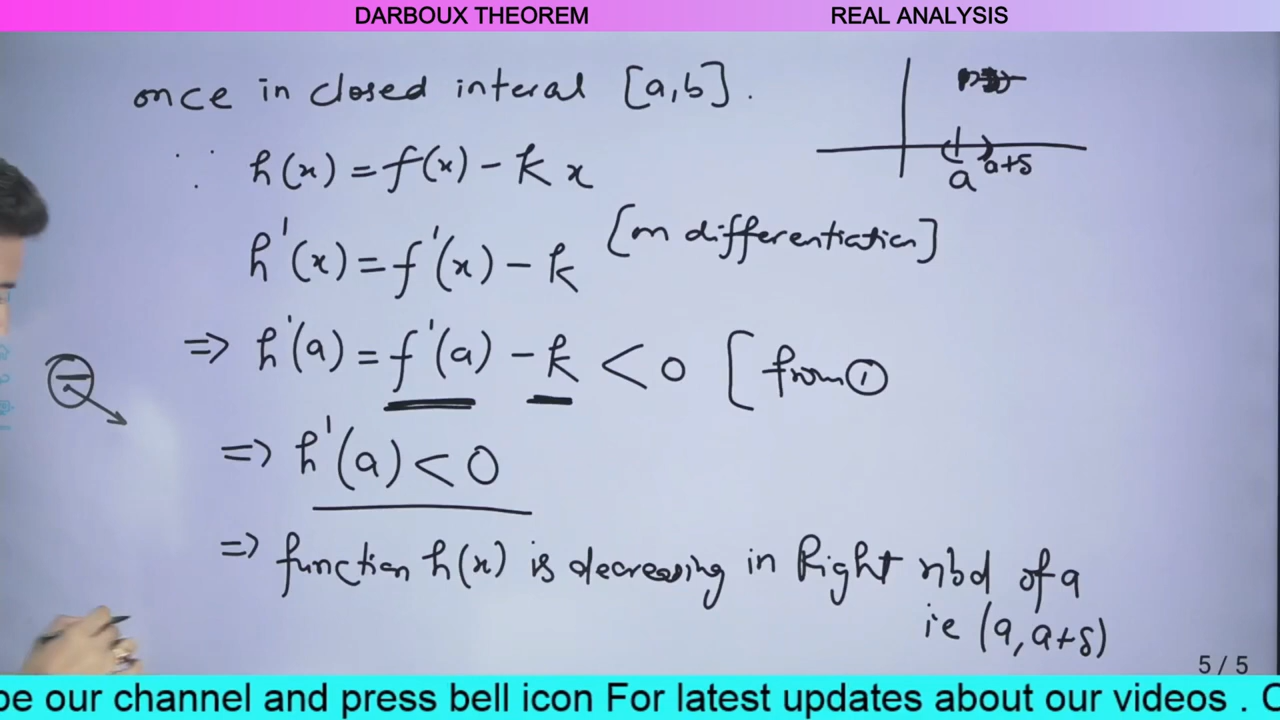 DARBOUX THEOREM REAL ANALYSIS
once in closed interal [a,b].
∵ h(x) = f(x) - k x
h'(x) = f'(x) - k [on differentiation]
⇒ h'(a) = f'(a) - k < 0 [from ①
⇒ h'(a) < 0
⇒ function h(x) is decreasing in Right nbd of a
ie (a, a+δ)
a a+δ
5 / 5
be our channel and press bell icon For latest updates about our videos . C